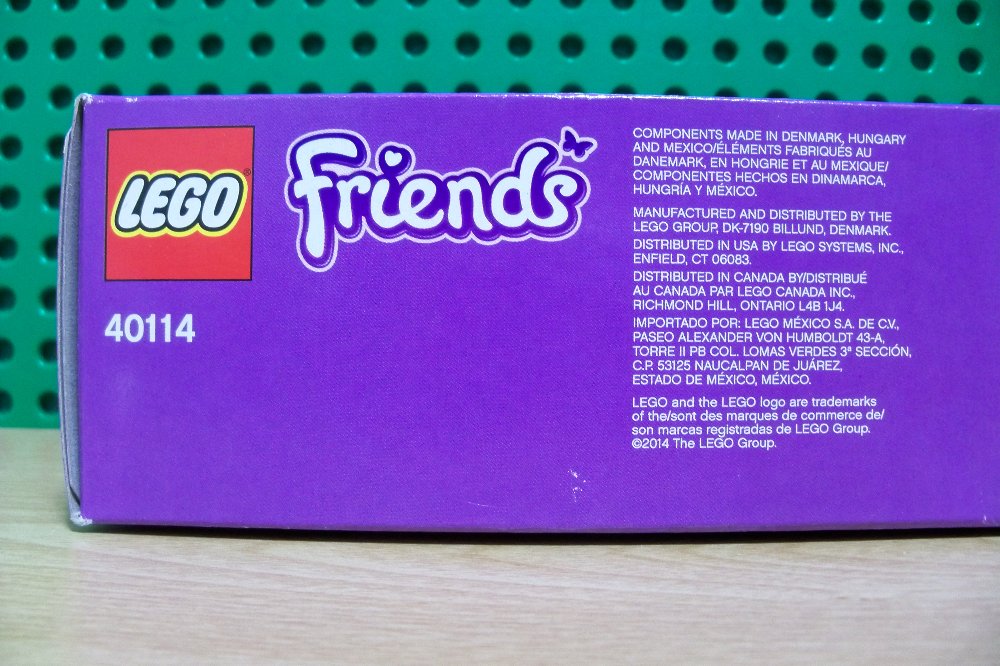 LEGO
Friends
40114
COMPONENTS MADE IN DENMARK, HUNGARY
AND MEXICO/ÉLÉMENTS FABRIQUÉS AU
DANEMARK, EN HONGRIE ET AU MEXIQUE/
COMPONENTES HECHOS EN DINAMARCA,
HUNGRÍA Y MÉXICO.
MANUFACTURED AND DISTRIBUTED BY THE
LEGO GROUP, DK-7190 BILLUND, DENMARK.
DISTRIBUTED IN USA BY LEGO SYSTEMS, INC.,
ENFIELD, CT 06083.
DISTRIBUTED IN CANADA BY/DISTRIBUÉ
AU CANADA PAR LEGO CANADA INC.,
RICHMOND HILL, ONTARIO L4B 1J4.
IMPORTADO POR: LEGO MÉXICO S.A. DE C.V.,
PASEO ALEXANDER VON HUMBOLDT 43-A,
TORRE II PB COL. LOMAS VERDES 3ª SECCIÓN,
C.P. 53125 NAUCALPAN DE JUÁREZ,
ESTADO DE MÉXICO, MÉXICO.
LEGO and the LEGO logo are trademarks
of the/sont des marques de commerce de/
son marcas registradas de LEGO Group.
©2014 The LEGO Group.